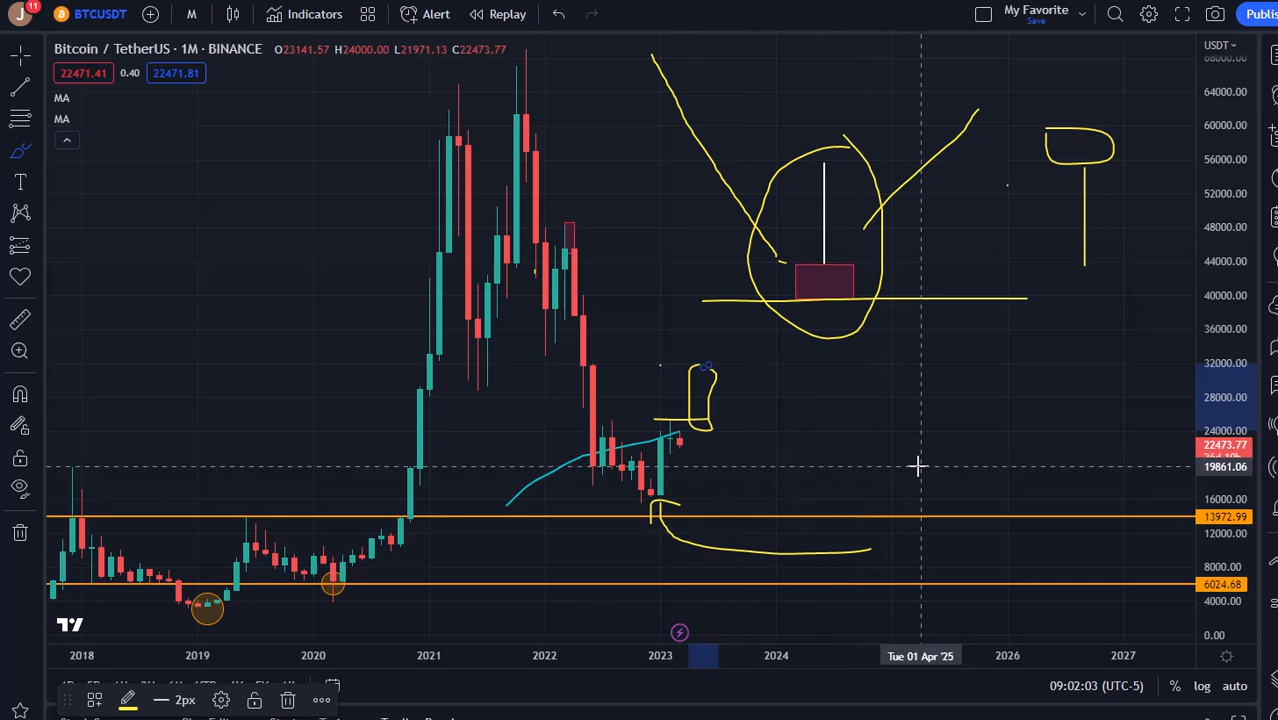 J 11 BTCUSDT M Indicators Alert Replay My Favorite Save Publis
Bitcoin / TetherUS · 1M · BINANCE O23141.57 H24000.00 L21971.13 C22473.77
USDT
22471.41 0.40 22471.81
MA
MA
68000.00
64000.00
60000.00
56000.00
52000.00
48000.00
44000.00
40000.00
36000.00
32000.00
28000.00
24000.00
22473.77
19861.06
16000.00
13972.99
12000.00
8000.00
6024.68
4000.00
0.00
2018 2019 2020 2021 2022 2023 2024 Tue 01 Apr '25 2026 2027
09:02:03 (UTC-5) % log auto
2px